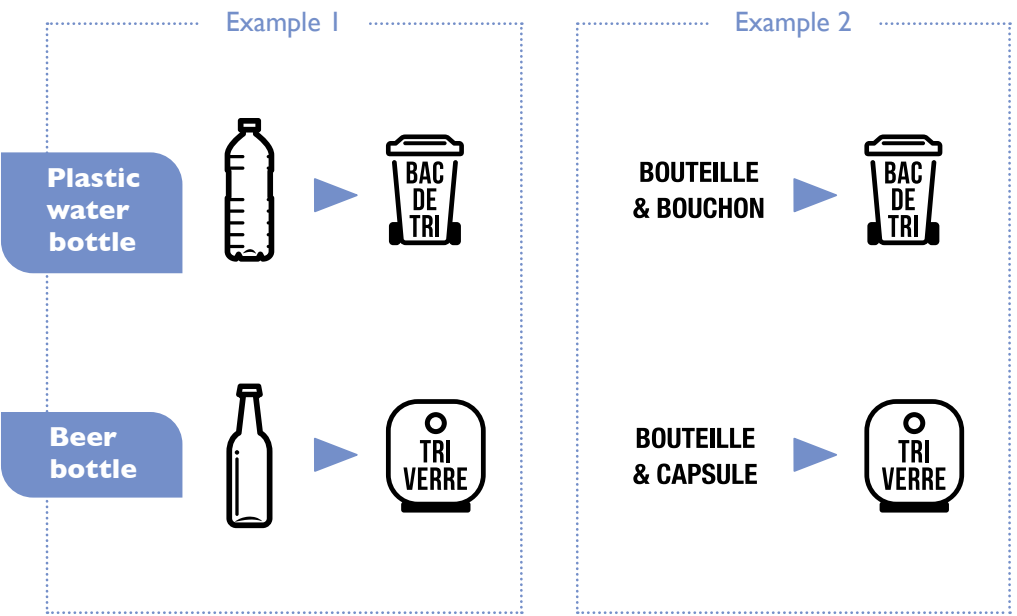 Example 1
Example 2
Plastic
water
bottle
BAC
DE
TRI
BOUTEILLE
& BOUCHON
BAC
DE
TRI
Beer
bottle
TRI
VERRE
BOUTEILLE
& CAPSULE
TRI
VERRE